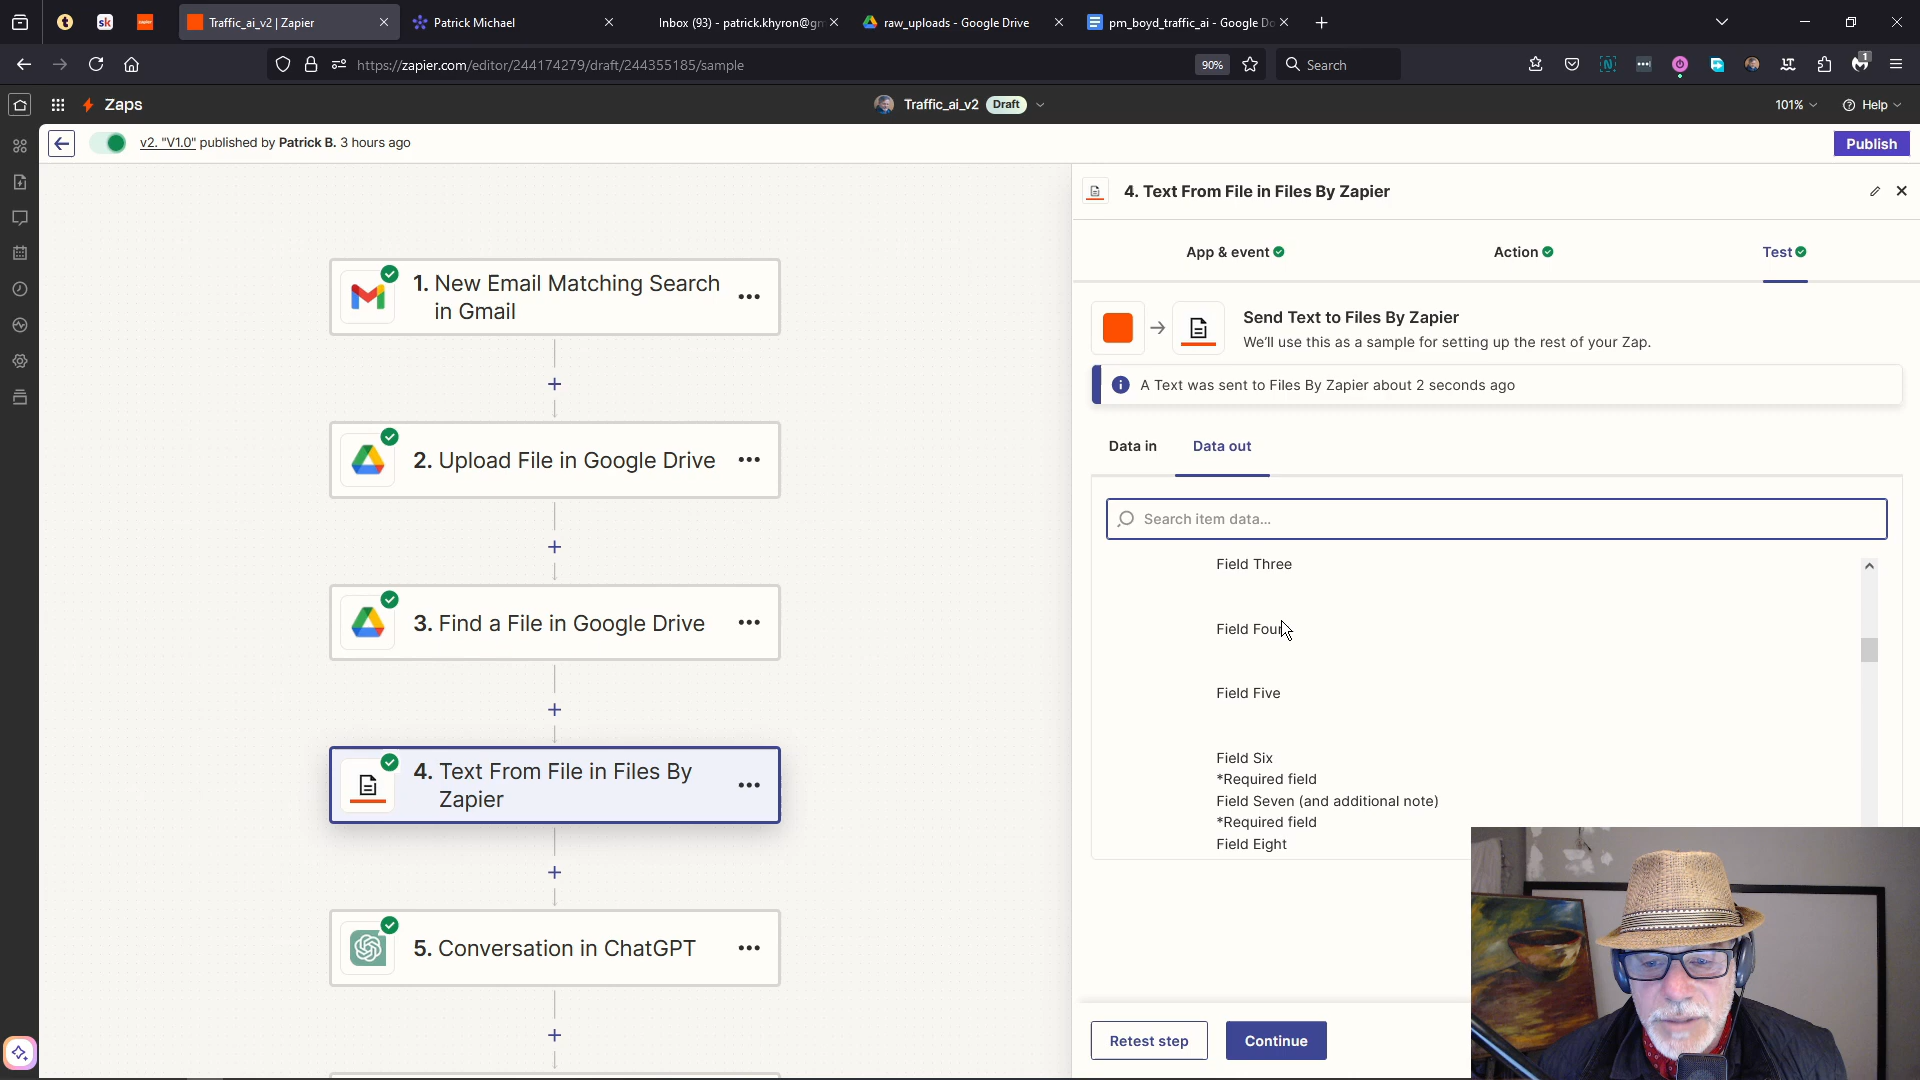 Traffic_ai_v2 | Zapier
Patrick Michael
Inbox (93) - patrick.khyron@gm
raw_uploads - Google Drive
pm_boyd_traffic_ai - Google Do
https://zapier.com/editor/244174279/draft/244355185/sample
90%
Search
1
Zaps
Traffic_ai_v2
Draft
101%
Help
v2. "V1.0" published by Patrick B. 3 hours ago
Publish
1. New Email Matching Search
in Gmail
2. Upload File in Google Drive
3. Find a File in Google Drive
4. Text From File in Files By
Zapier
5. Conversation in ChatGPT
4. Text From File in Files By Zapier
App & event
Action
Test
Send Text to Files By Zapier
We'll use this as a sample for setting up the rest of your Zap.
A Text was sent to Files By Zapier about 2 seconds ago
Data in
Data out
Search item data...
Field Three
Field Four
Field Five
Field Six
*Required field
Field Seven (and additional note)
*Required field
Field Eight
Retest step
Continue